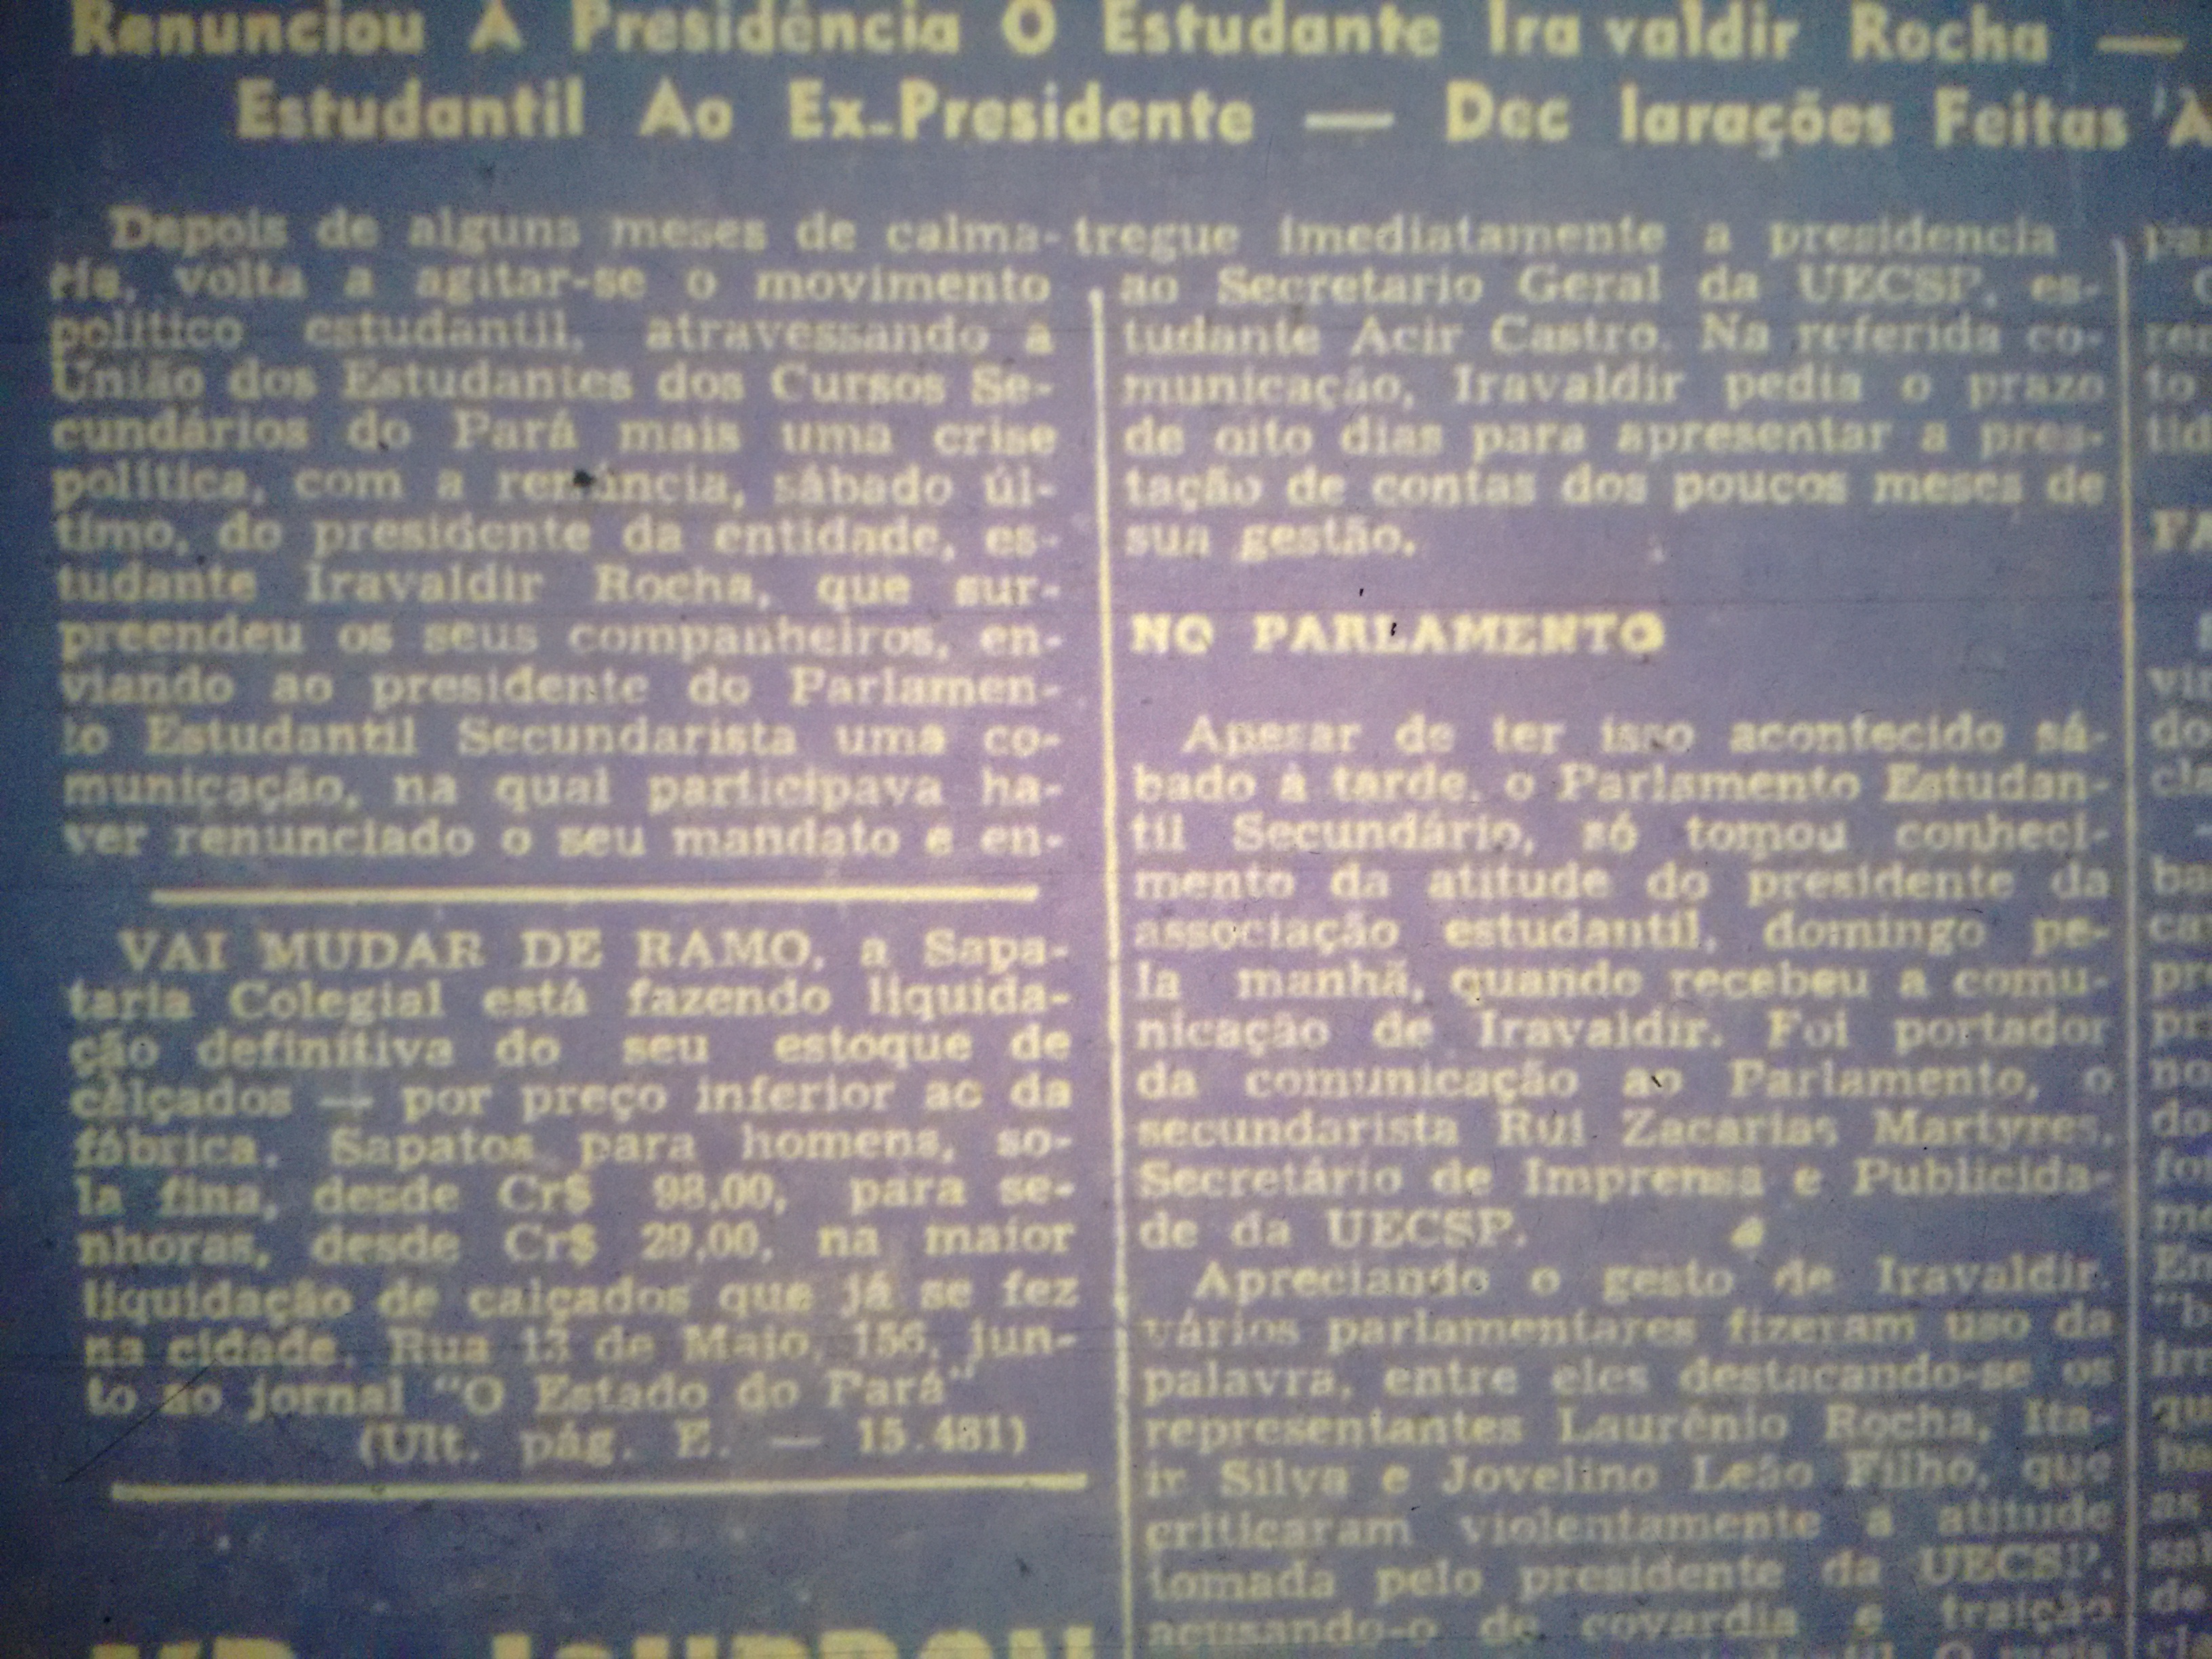 Renunciou A Presidência O Estudante Ira valdir Rocha —
Estudantil Ao Ex-Presidente — Dec larações Feitas 'À
Depois de alguns meses de calma-
ria, volta a agitar-se o movimento
político estudantil, atravessando a
União dos Estudantes dos Cursos Se-
cundários do Pará mais uma crise
política, com a renúncia, sábado úl-
timo, do presidente da entidade, es-
tudante Iravaldir Rocha, que sur-
preendeu os seus companheiros, en-
viando ao presidente do Parlamen-
to Estudantil Secundarista uma co-
municação, na qual participava ha-
ver renunciado o seu mandato e en-
VAI MUDAR DE RAMO, a Sapa-
taria Colegial está fazendo liquida-
ção definitiva do seu estoque de
calçados — por preço inferior ao da
fábrica. Sapatos para homens, so-
la fina, desde Cr$ 98,00, para se-
nhoras, desde Cr$ 29,00, na maior
liquidação de calçados que já se fez
na cidade. Rua 13 de Maio, 156, jun-
to ao jornal "O Estado do Pará"
(Ult. pág. E. — 15.481)
tregue imediatamente a presidencia
ao Secretario Geral da UECSP, es-
tudante Acir Castro. Na referida co-
municação, Iravaldir pedia o prazo
de oito dias para apresentar a pres-
tação de contas dos poucos meses de
sua gestão.
NO PARLAMENTO
Apesar de ter isso acontecido sá-
bado à tarde, o Parlamento Estudan-
til Secundário, só tomou conheci-
mento da atitude do presidente da
associação estudantil, domingo pe-
la manhã, quando recebeu a comu-
nicação de Iravaldir. Foi portador
da comunicação ao Parlamento, o
secundarista Rui Zacarias Martyres,
Secretário de Imprensa e Publicida-
de da UECSP.
Apreciando o gesto de Iravaldir,
vários parlamentares fizeram uso da
palavra, entre eles destacando-se os
representantes Laurênio Rocha, Ita-
ir Silva e Jovelino Leão Filho, que
criticaram violentamente a atitude
tomada pelo presidente da UECSP,
acusando-o de covardia e traição